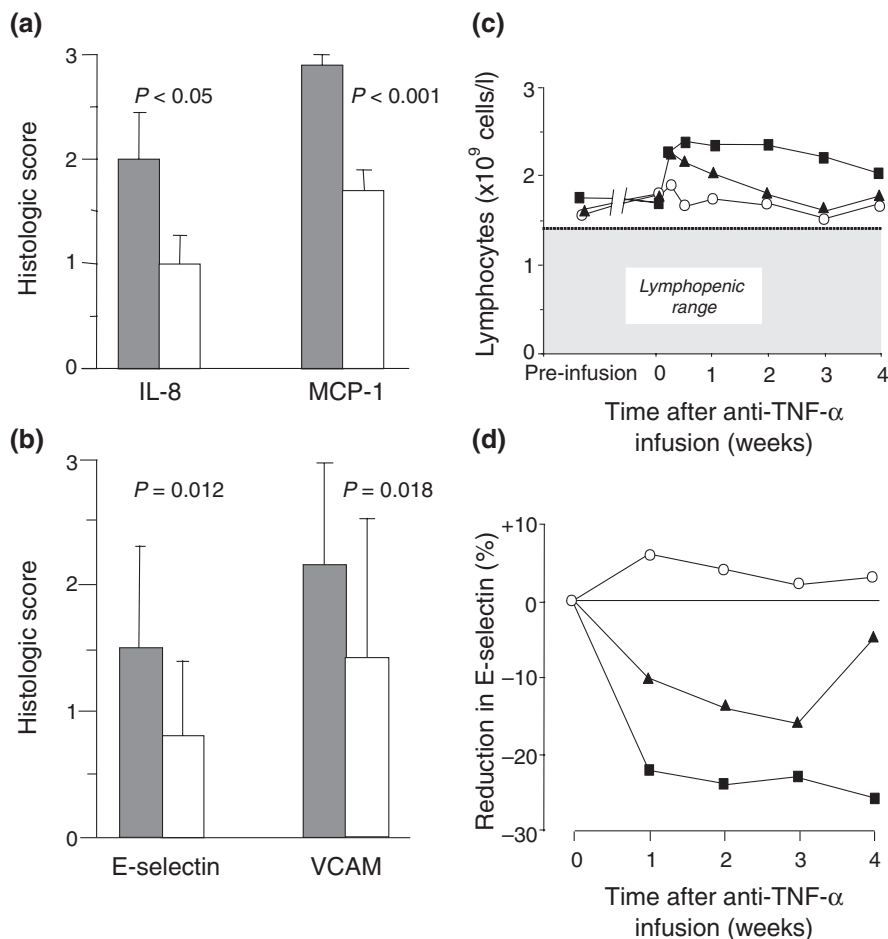 (a)
Histologic score
3
2
1
0
P < 0.05
P < 0.001
IL-8
MCP-1
(b)
Histologic score
3
2
1
0
P = 0.012
P = 0.018
E-selectin
VCAM
(c)
Lymphocytes (x10⁹ cells/l)
3
2
1
0
Lymphopenic
range
Pre-infusion
0
1
2
3
4
Time after anti-TNF-α
infusion (weeks)
(d)
Reduction in E-selectin (%)
+10
0
–10
–20
–30
0
1
2
3
4
Time after anti-TNF-α
infusion (weeks)